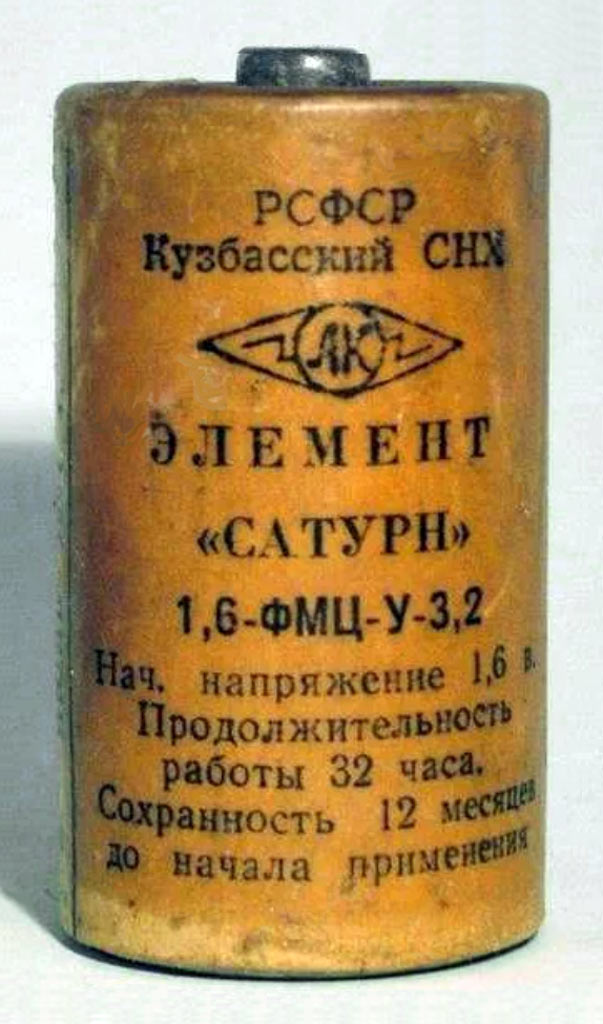 РСФСР
Кузбасский СНХ
ЛК
ЭЛЕМЕНТ
«САТУРН»
1,6-ФМЦ-У-3,2
Нач. напряжение 1,6 в.
Продолжительность
работы 32 часа.
Сохранность 12 месяцев
до начала применения